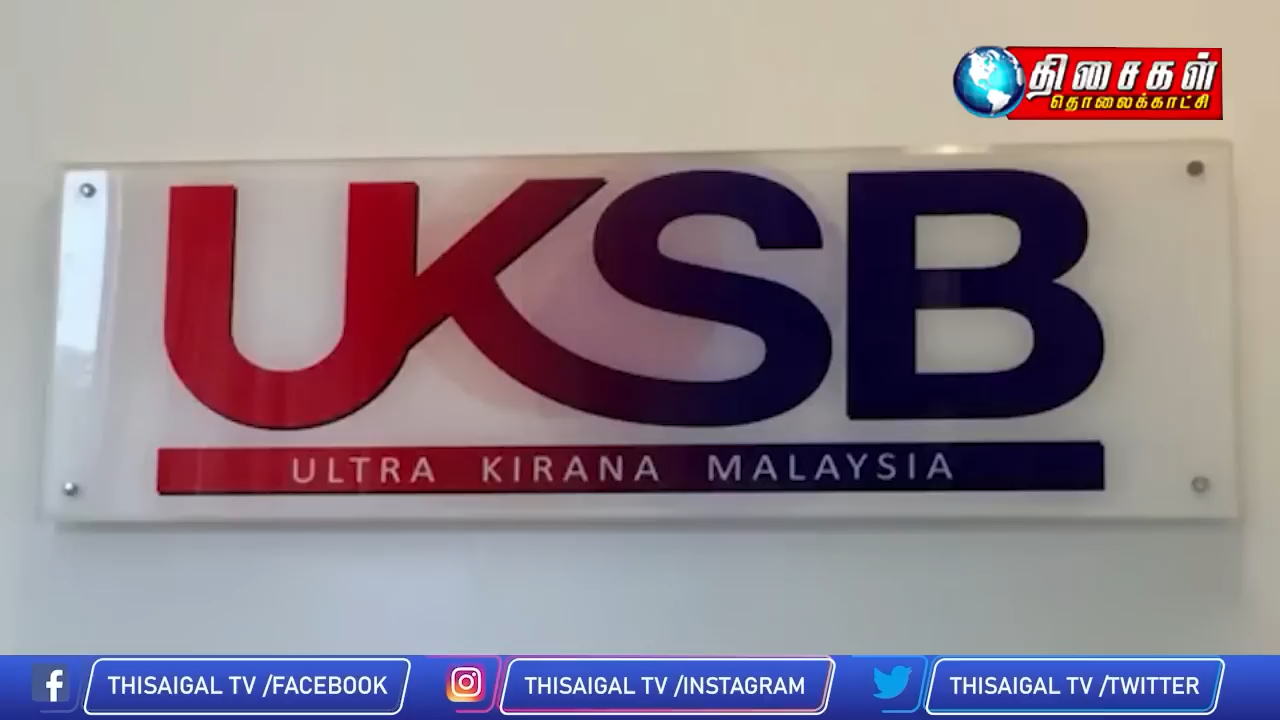 திசைகள்
தொலைக்காட்சி
UKSB
ULTRA KIRANA MALAYSIA
THISAIGAL TV /FACEBOOK
THISAIGAL TV /INSTAGRAM
THISAIGAL TV /TWITTER